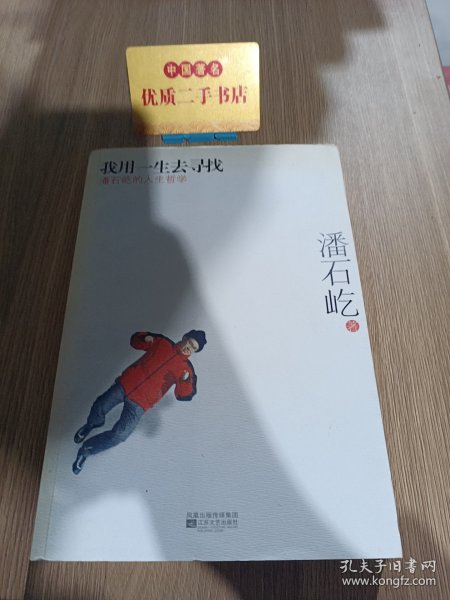 中国著名
优质二手书店
我用一生去寻找
潘石屹的人生哲学
潘石屹
著
凤凰出版传媒集团
江苏文艺出版社
孔夫子旧书网
www.kongfz.com